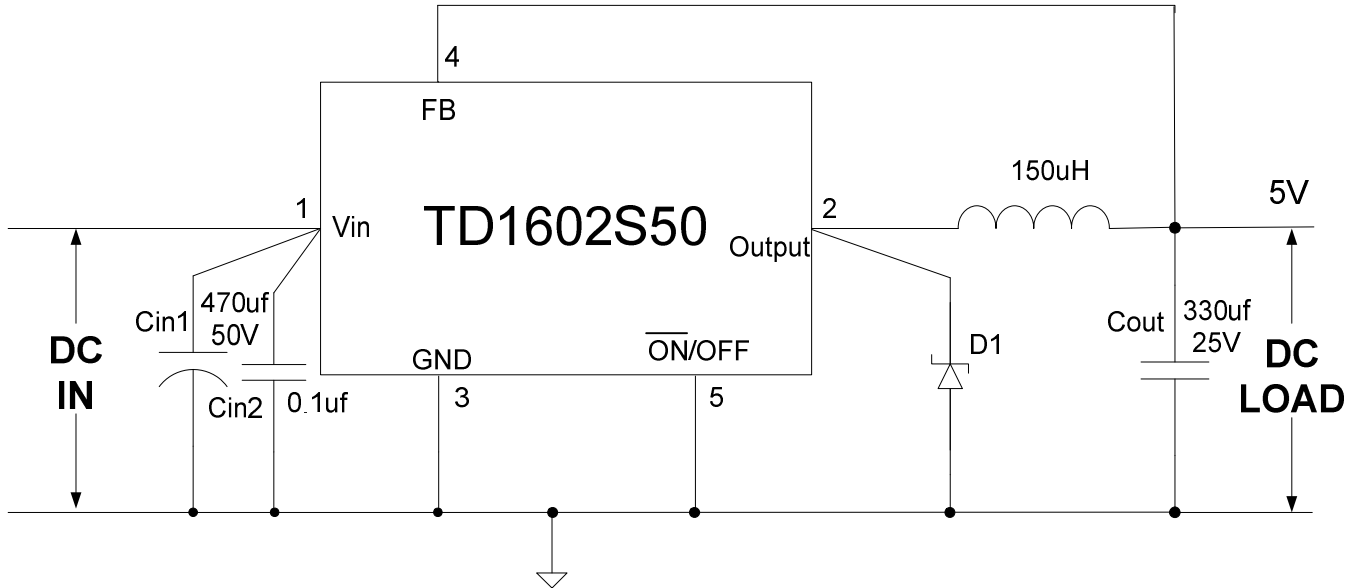 4
FB
150uH
5V
1
Vin
TD1602S50
2
Output
470uf
50V
Cin1
330uf
25V
Cout
DC
IN
D1
DC
LOAD
GND
ON/OFF
Cin2
0.1uf
3
5